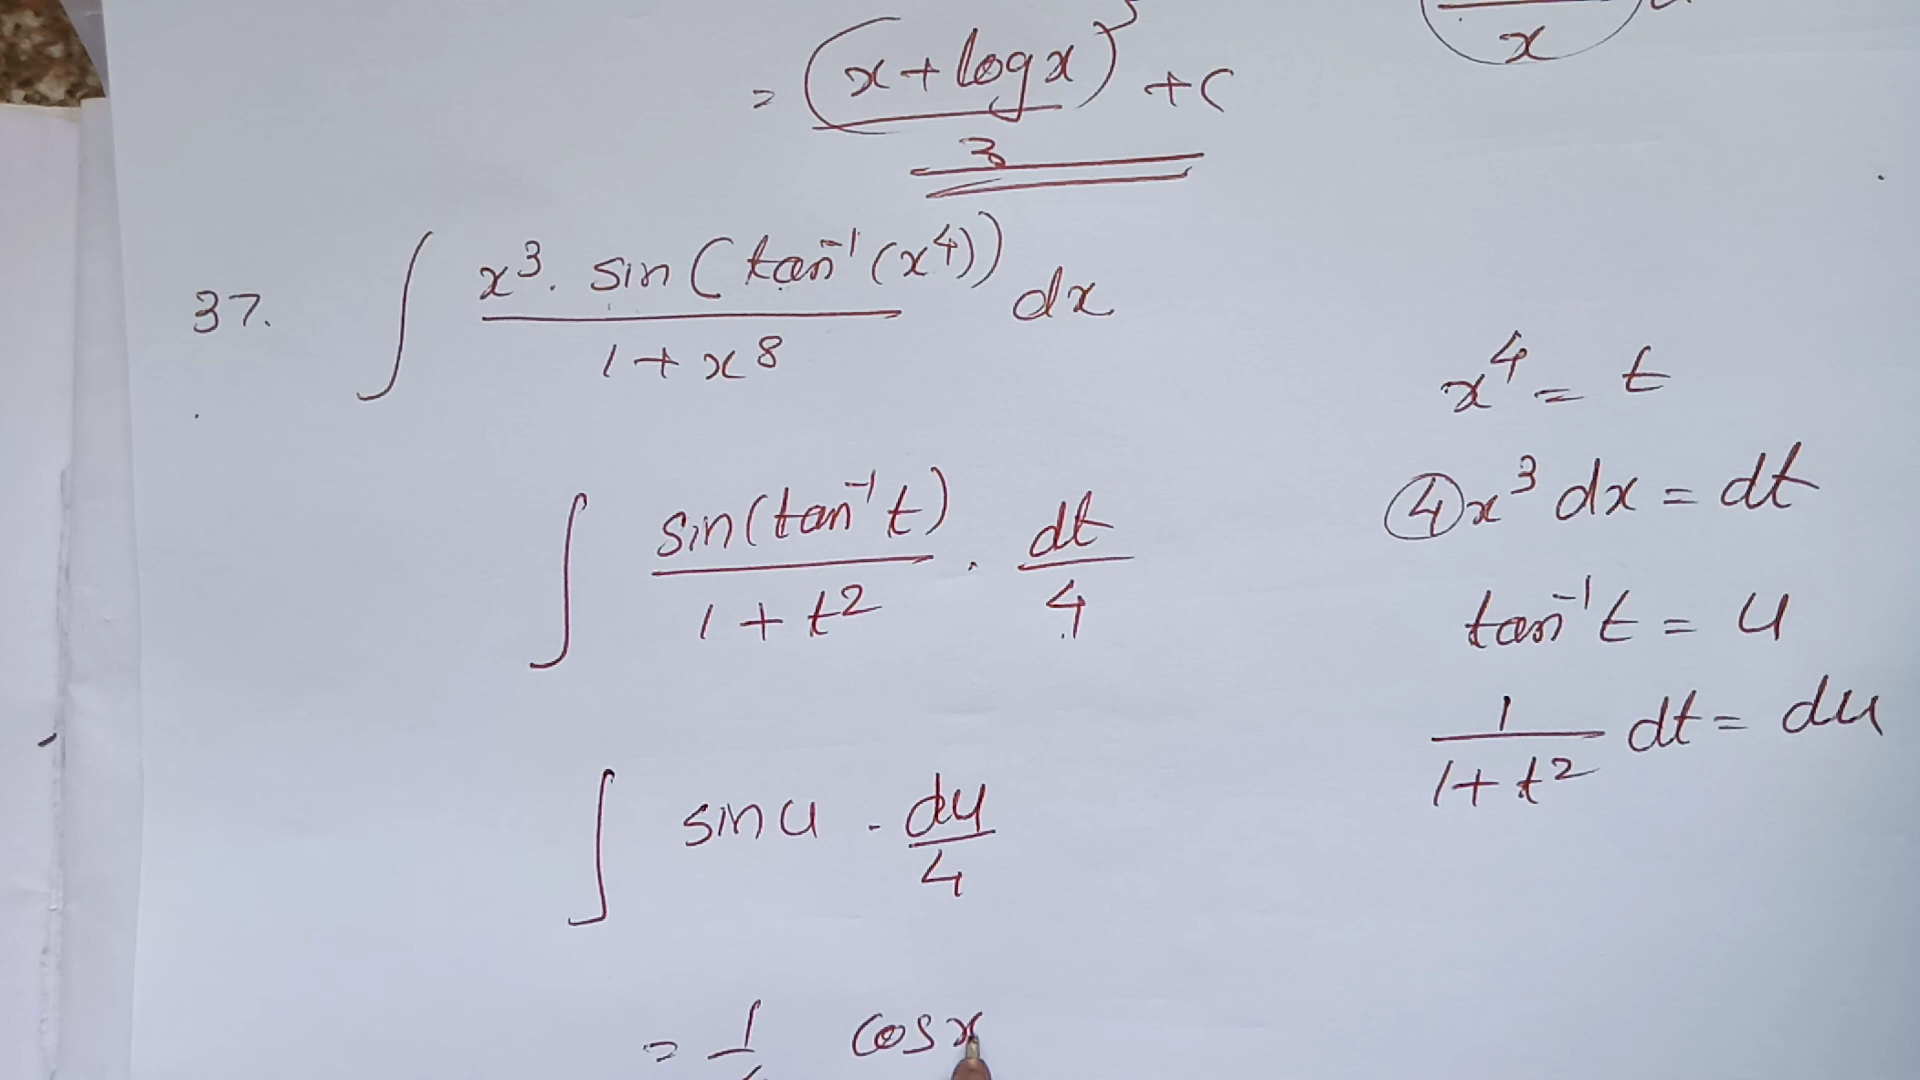 = (x + log x)³ / 3 + C
x
37. ∫ x³. sin(tan⁻¹(x⁴)) / 1 + x⁸ dx
x⁴ = t
∫ sin(tan⁻¹t) / 1 + t² . dt / 4
④x³ dx = dt
tan⁻¹t = u
1 / 1 + t² dt = du
∫ sin u . du / 4
= 1 cos x